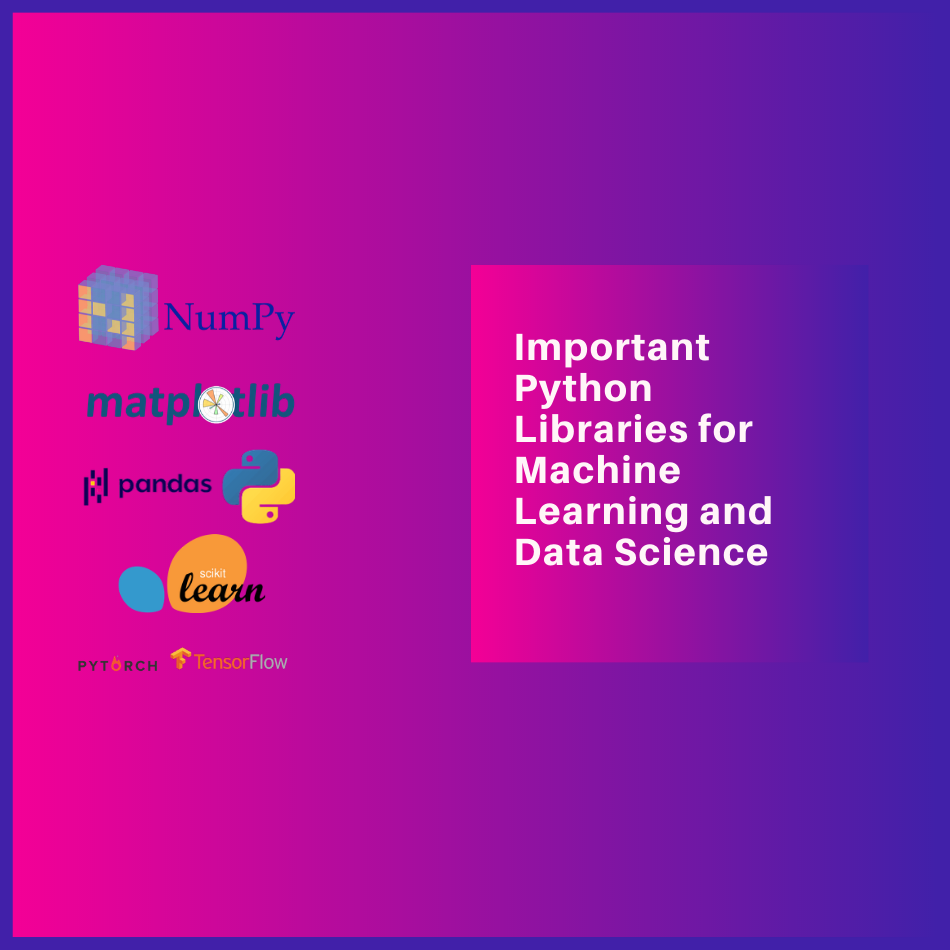 NumPy
matplotlib
pandas
scikit
learn
PYTORCH
TensorFlow
Important
Python
Libraries for
Machine
Learning and
Data Science